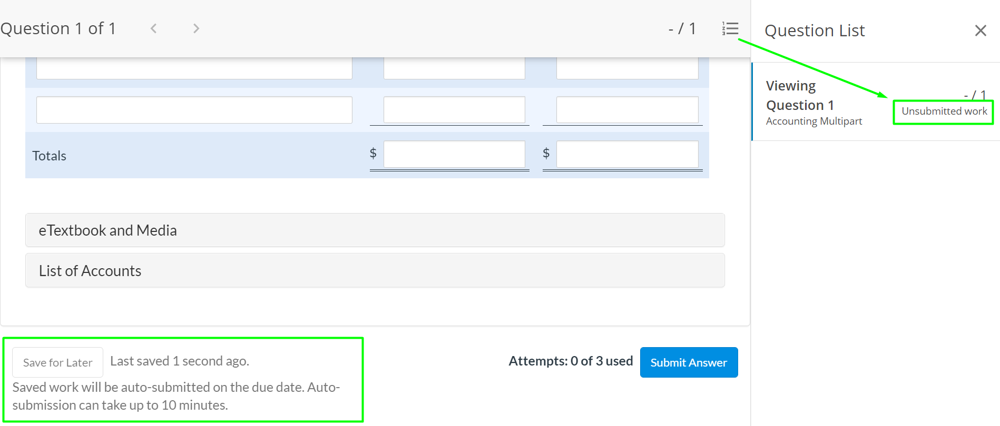 Question 1 of 1
- / 1
Question List
Viewing
Question 1
Accounting Multipart
- / 1
Unsubmitted work
Totals
$
$
eTextbook and Media
List of Accounts
Save for Later
Last saved 1 second ago.
Saved work will be auto-submitted on the due date. Auto-
submission can take up to 10 minutes.
Attempts: 0 of 3 used
Submit Answer